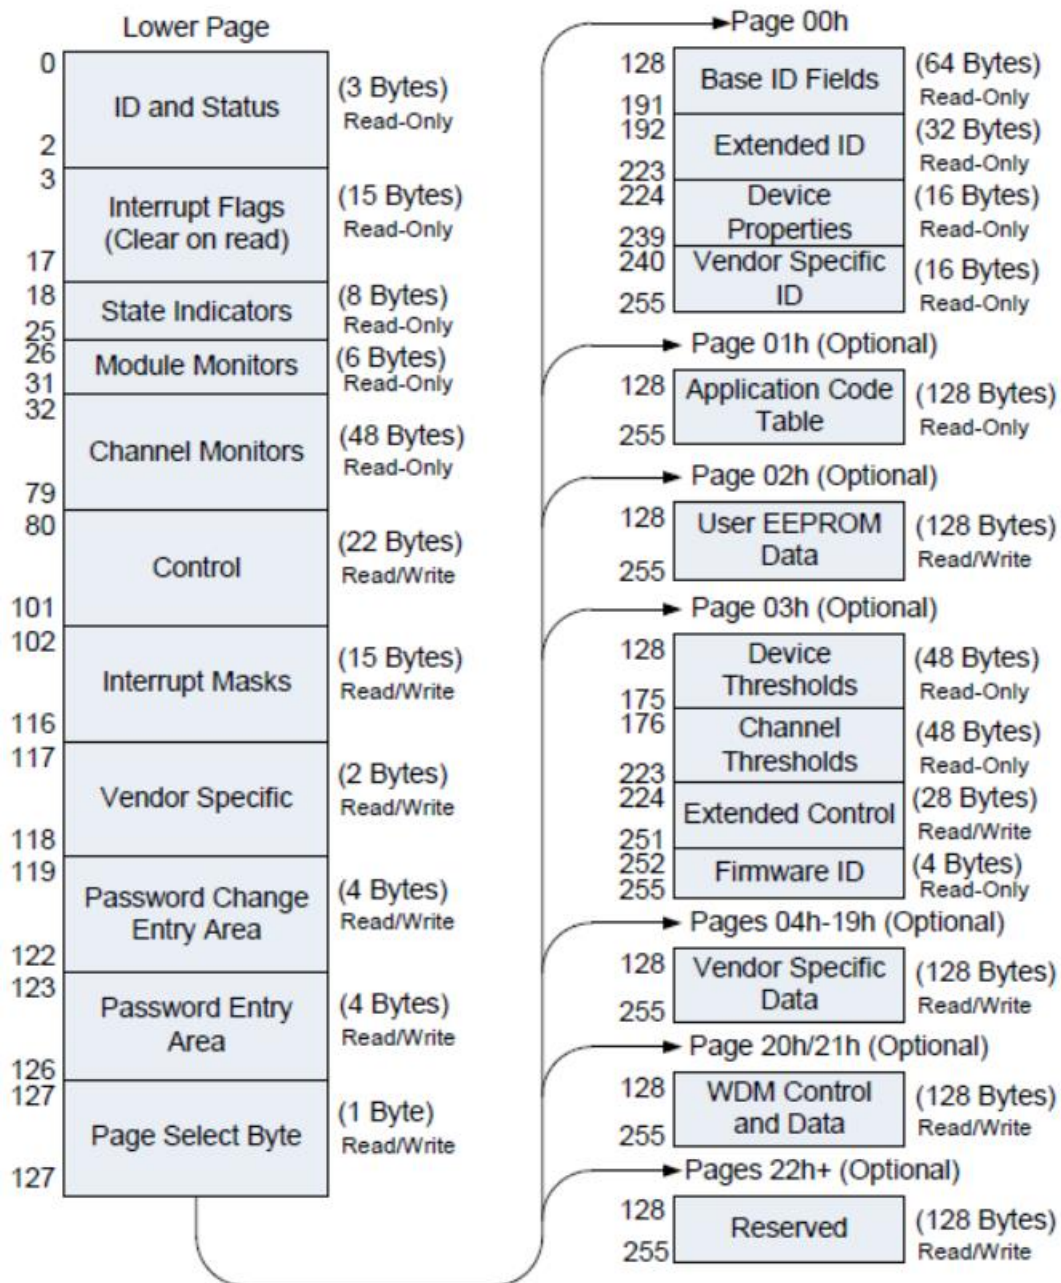 Lower Page
0
ID and Status
2
(3 Bytes)
Read-Only
3
Interrupt Flags
(Clear on read)
17
(15 Bytes)
Read-Only
18
State Indicators
25
(8 Bytes)
Read-Only
26
Module Monitors
31
(6 Bytes)
Read-Only
32
Channel Monitors
79
(48 Bytes)
Read-Only
80
Control
101
(22 Bytes)
Read/Write
102
Interrupt Masks
116
(15 Bytes)
Read/Write
117
Vendor Specific
118
(2 Bytes)
Read/Write
119
Password Change
Entry Area
122
(4 Bytes)
Read/Write
123
Password Entry
Area
126
(4 Bytes)
Read/Write
127
Page Select Byte
127
(1 Byte)
Read/Write
Page 00h
128
Base ID Fields
191
(64 Bytes)
Read-Only
192
Extended ID
223
(32 Bytes)
Read-Only
224
Device
Properties
239
(16 Bytes)
Read-Only
240
Vendor Specific
ID
255
(16 Bytes)
Read-Only
Page 01h (Optional)
128
Application Code
Table
255
(128 Bytes)
Read-Only
Page 02h (Optional)
128
User EEPROM
Data
255
(128 Bytes)
Read/Write
Page 03h (Optional)
128
Device
Thresholds
175
(48 Bytes)
Read-Only
176
Channel
Thresholds
223
(48 Bytes)
Read-Only
224
Extended Control
251
(28 Bytes)
Read/Write
252
Firmware ID
255
(4 Bytes)
Read-Only
Pages 04h-19h (Optional)
128
Vendor Specific
Data
255
(128 Bytes)
Read/Write
Page 20h/21h (Optional)
128
WDM Control
and Data
255
(128 Bytes)
Read/Write
Pages 22h+ (Optional)
128
Reserved
255
(128 Bytes)
Read/Write